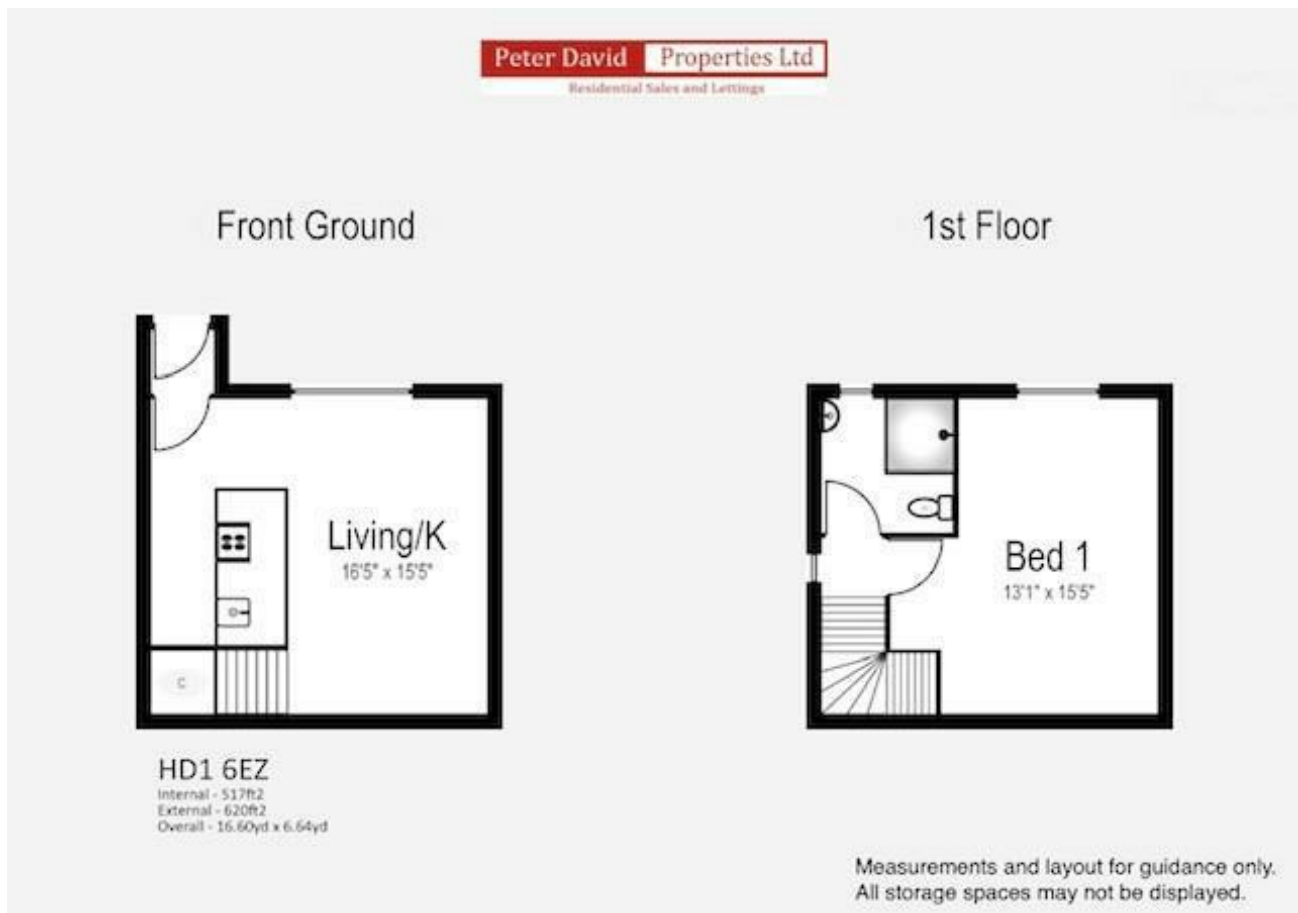 Peter David Properties Ltd
Residential Sales and Lettings
Front Ground
1st Floor
Living/K
16'5" x 15'5"
Bed 1
13'1" x 15'5"
C
HD1 6EZ
Internal - 517ft2
External - 620ft2
Overall - 16.60yd x 6.64yd
Measurements and layout for guidance only.
All storage spaces may not be displayed.